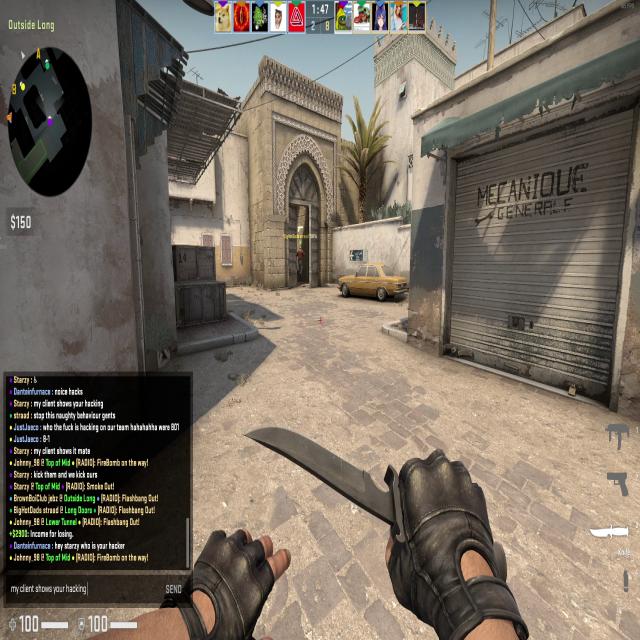 Outside Long
1:47
$150
MECANIQUE
GENERALE
Starzy : 6
Danteinfurnace : noice hacks
Starzy : my client shows your hacking
straad : stop this naughty behaviour gents
JustJaeco : who the fuck is hacking on our team hahahahha were 801
JustJaeco : 8-1
Starzy : my client shows it mate
Johnny_98 @ Top of Mid • (RADIO): FireBomb on the way!
Starzy : kick them and we kick ours
Starzy @ Top of Mid • (RADIO): Smoke Out!
BrownBoiClub jebz @ Outside Long • (RADIO): Flashbang Out!
BigHotDads straad @ Long Doors • (RADIO): Flashbang Out!
Johnny_98 @ Lower Tunnel • (RADIO): Flashbang Out!
+$2900: Income for losing.
Danteinfurnace : hey starzy who is your hacker
Johnny_98 @ Top of Mid • (RADIO): FireBomb on the way!
my client shows your hacking
SEND
100
100